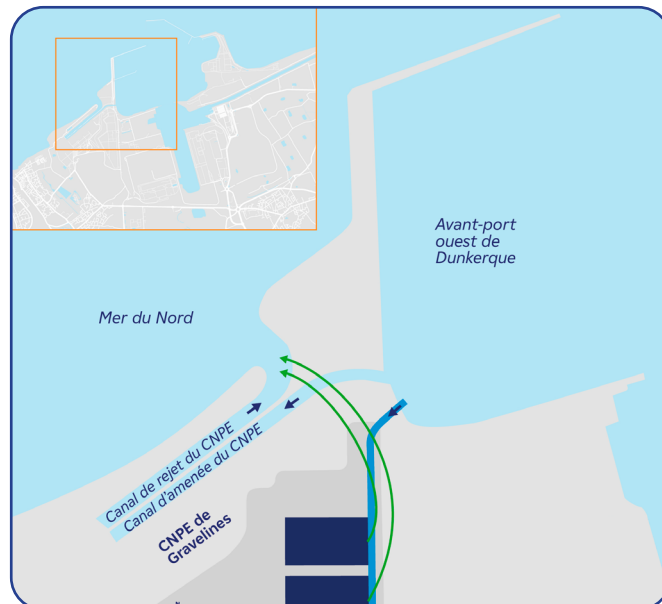 Avant-port
ouest de
Dunkerque
Mer du Nord
Canal de rejet du CNPE
Canal d'amenée du CNPE
CNPE de
Gravelines